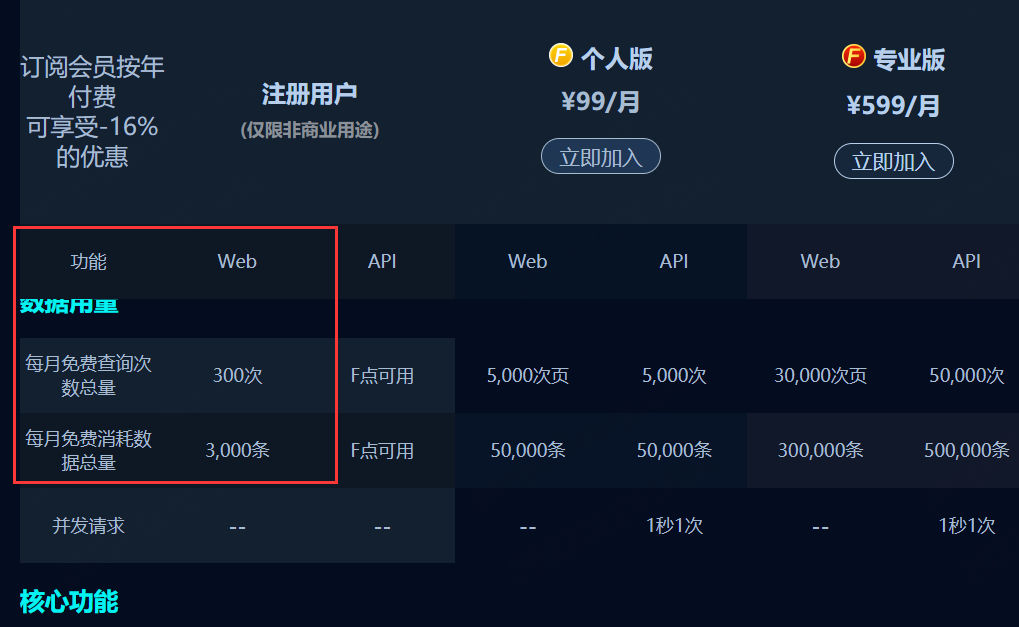 订阅会员按年
付费
可享受-16%
的优惠
注册用户
(仅限非商业用途)
F 个人版
¥99/月
立即加入
F 专业版
¥599/月
立即加入
功能 Web API Web API Web API
数据用量
每月免费查询次
数总量
300次 F点可用 5,000次页 5,000次 30,000次页 50,000次
每月免费消耗数
据总量
3,000条 F点可用 50,000条 50,000条 300,000条 500,000条
并发请求 -- -- -- 1秒1次 -- 1秒1次
核心功能